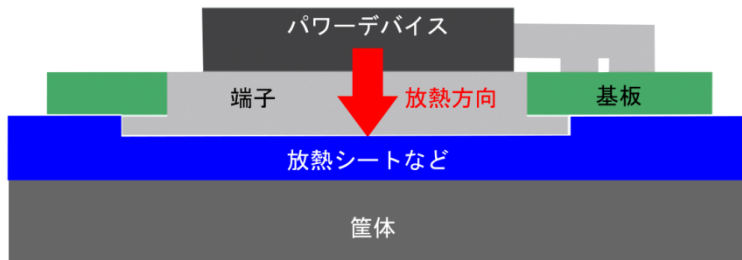 パワーデバイス
端子
放熱方向
基板
放熱シートなど
筐体